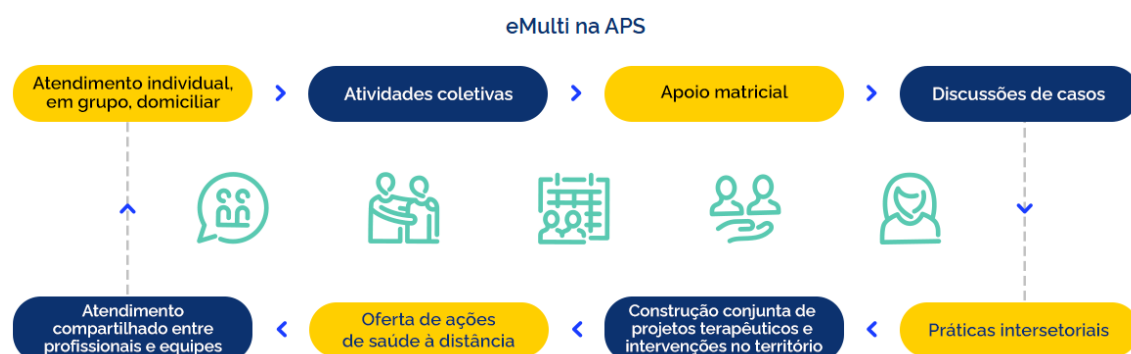 eMulti na APS
Atendimento individual,
em grupo, domiciliar
Atividades coletivas
Apoio matricial
Discussões de casos
Práticas intersetoriais
Construção conjunta de
projetos terapêuticos e
intervenções no território
Oferta de ações
de saúde à distância
Atendimento
compartilhado entre
profissionais e equipes